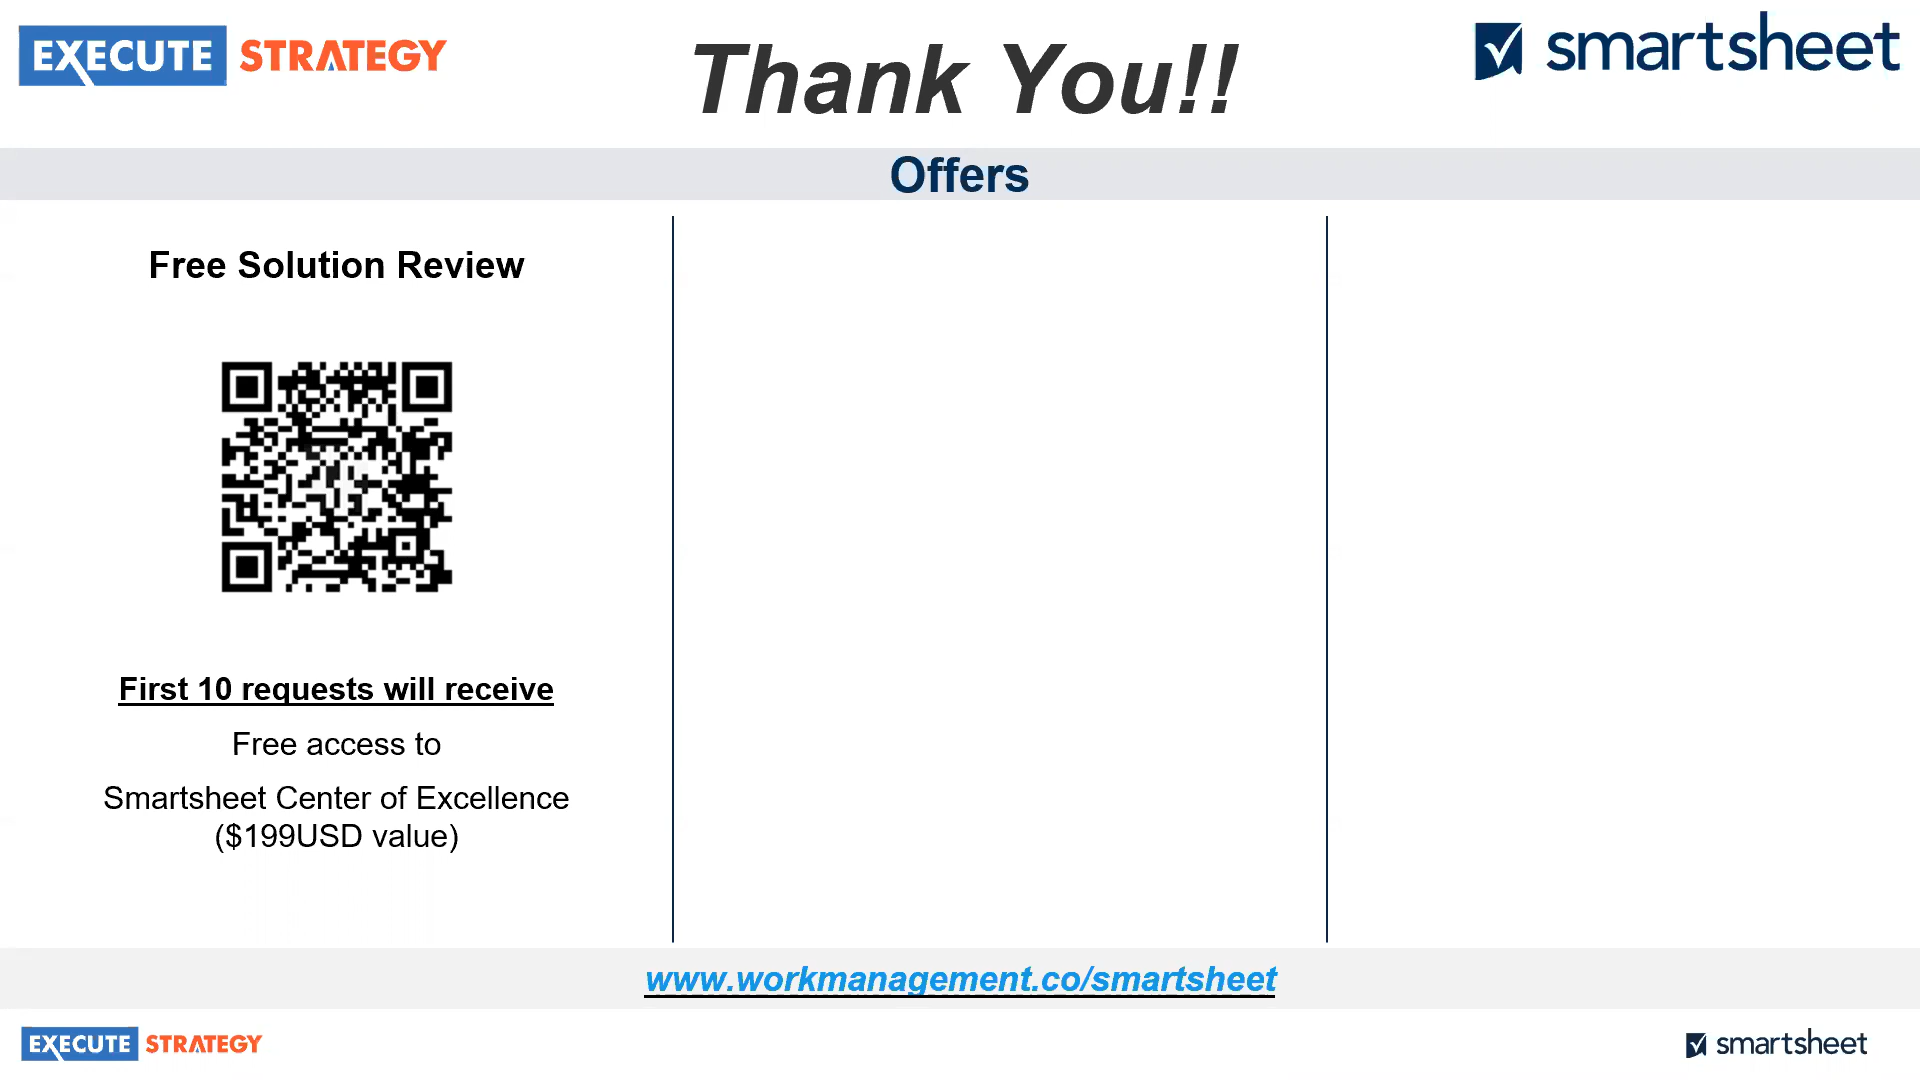 EXECUTE STRATEGY
Thank You!!
smartsheet
Offers
Free Solution Review
First 10 requests will receive
Free access to
Smartsheet Center of Excellence
($199USD value)
www.workmanagement.co/smartsheet
EXECUTE STRATEGY
smartsheet